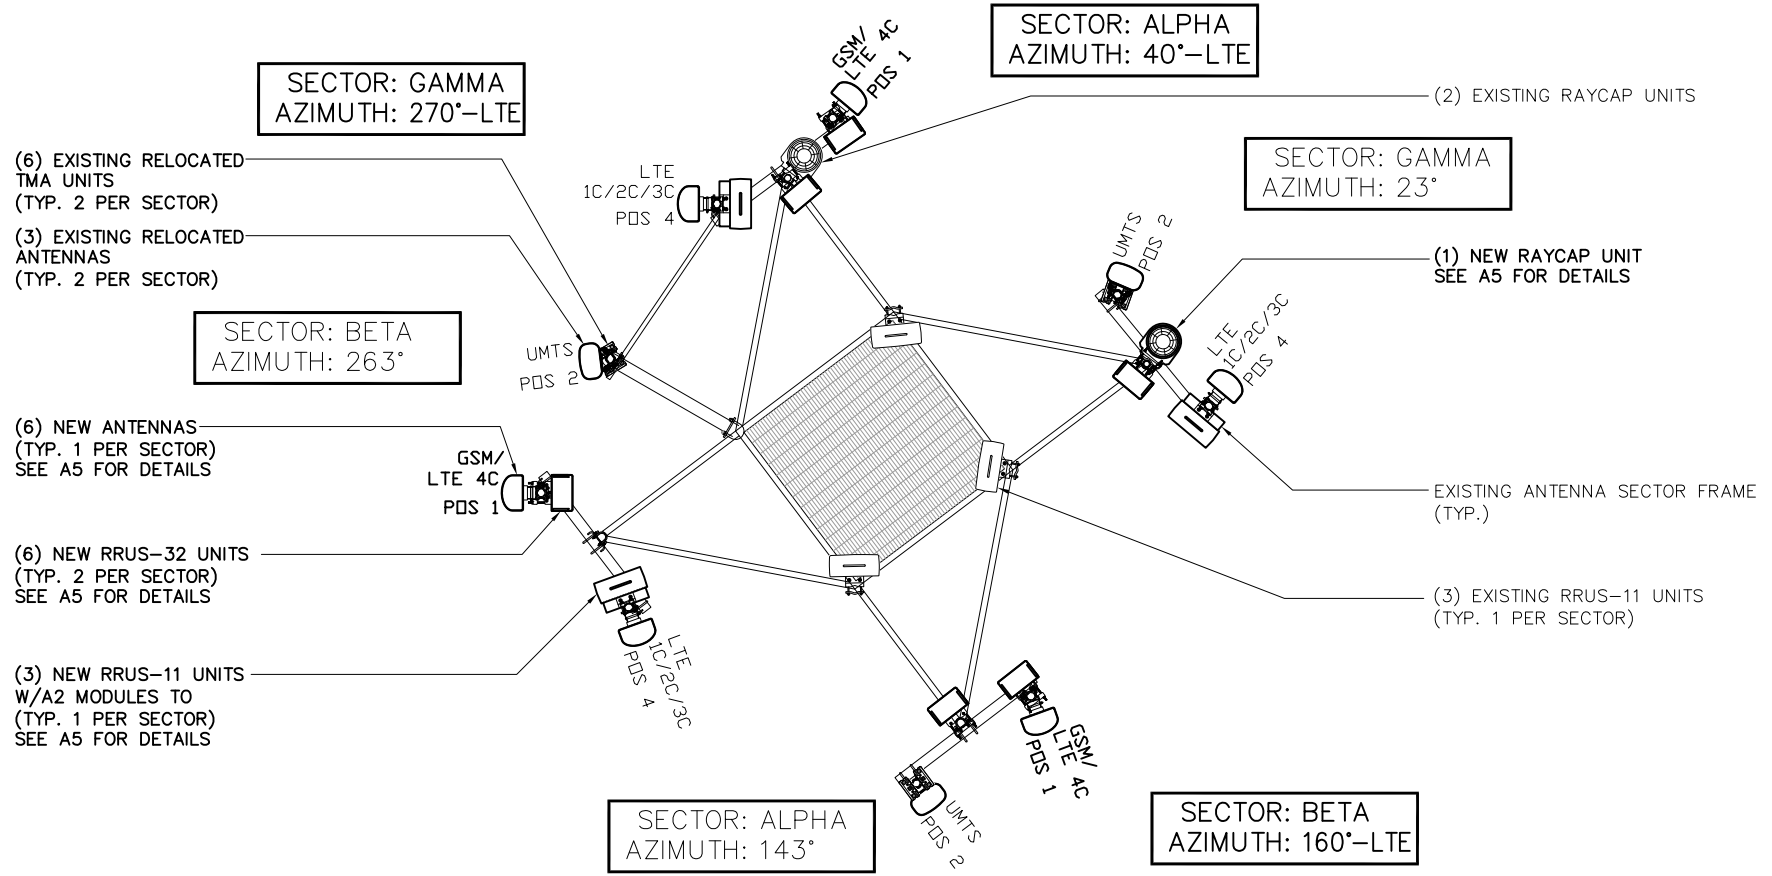 SECTOR: ALPHA
AZIMUTH: 40°-LTE
GSM/
LTE 4C
POS 1
SECTOR: GAMMA
AZIMUTH: 270°-LTE
(2) EXISTING RAYCAP UNITS
(6) EXISTING RELOCATED
TMA UNITS
(TYP. 2 PER SECTOR)
LTE
1C/2C/3C
POS 4
SECTOR: GAMMA
AZIMUTH: 23°
(3) EXISTING RELOCATED
ANTENNAS
(TYP. 2 PER SECTOR)
UMTS
POS 2
(1) NEW RAYCAP UNIT
SEE A5 FOR DETAILS
SECTOR: BETA
AZIMUTH: 263°
UMTS
POS 2
LTE
1C/2C/3C
POS 4
(6) NEW ANTENNAS
(TYP. 1 PER SECTOR)
SEE A5 FOR DETAILS
GSM/
LTE 4C
POS 1
EXISTING ANTENNA SECTOR FRAME
(TYP.)
(6) NEW RRUS-32 UNITS
(TYP. 2 PER SECTOR)
SEE A5 FOR DETAILS
(3) EXISTING RRUS-11 UNITS
(TYP. 1 PER SECTOR)
(3) NEW RRUS-11 UNITS
W/A2 MODULES TO
(TYP. 1 PER SECTOR)
SEE A5 FOR DETAILS
LTE
1C/2C/3C
POS 4
GSM/
LTE 4C
POS 1
UMTS
POS 2
SECTOR: ALPHA
AZIMUTH: 143°
SECTOR: BETA
AZIMUTH: 160°-LTE